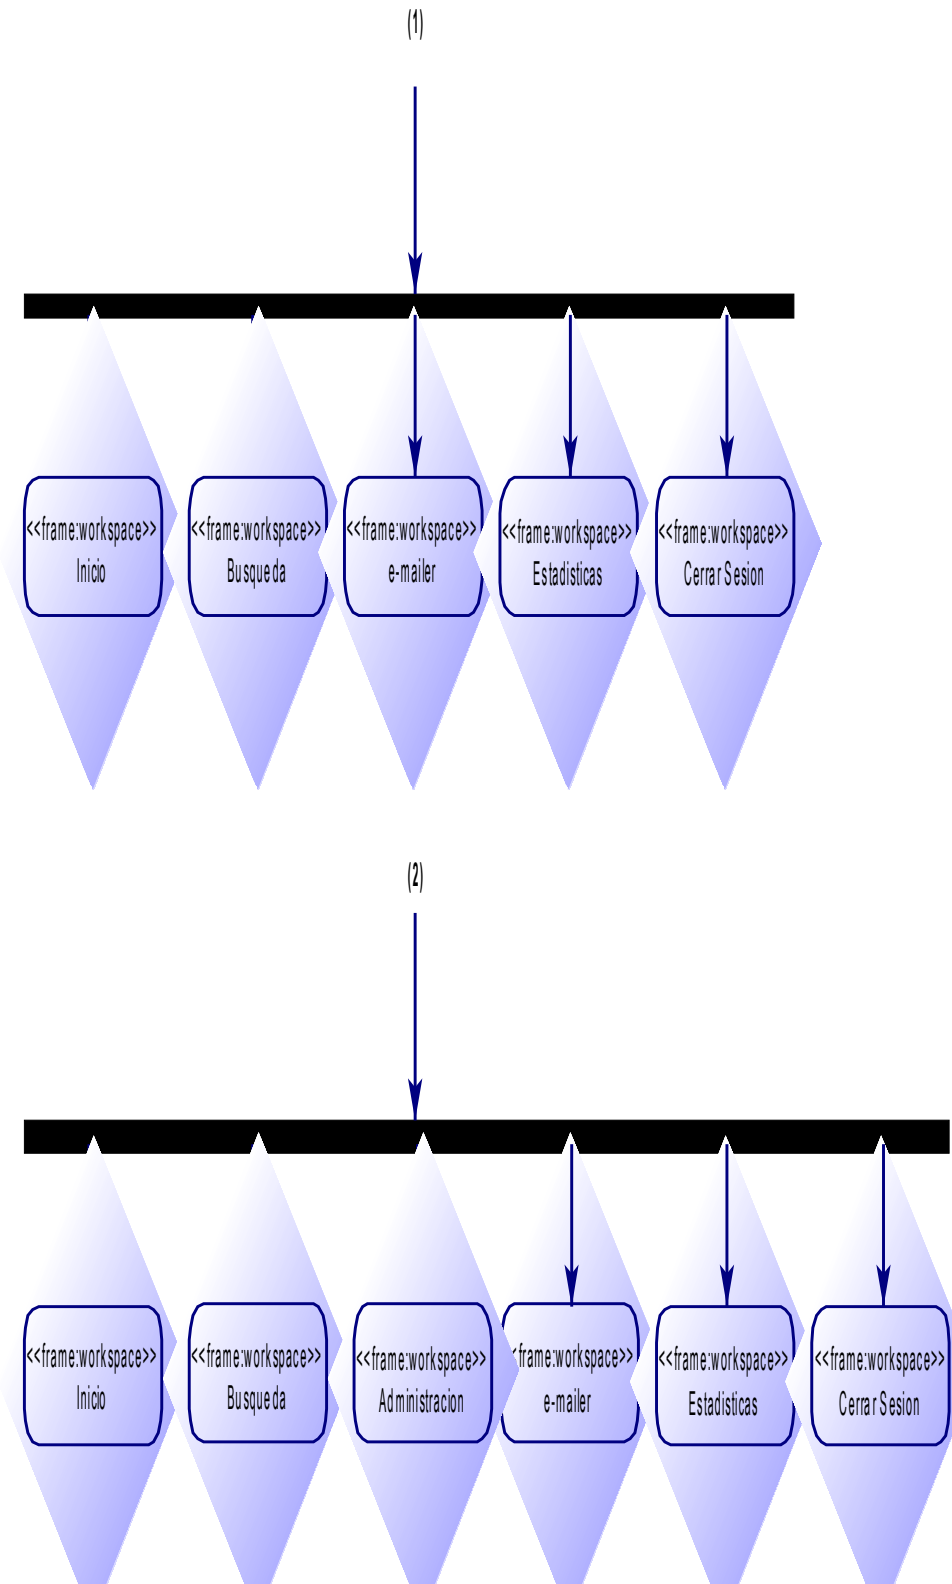 (1)
<<frame:workspace>>
Inicio
<<frame:workspace>>
Busqueda
<<frame:workspace>>
e-mailer
<<frame:workspace>>
Estadisticas
<<frame:workspace>>
Cerrar Sesion
(2)
<<frame:workspace>>
Inicio
<<frame:workspace>>
Busqueda
<<frame:workspace>>
Administracion
<frame:workspace>>
e-mailer
<<frame:workspace>>
Estadisticas
<<frame:workspace>>
Cerrar Sesion